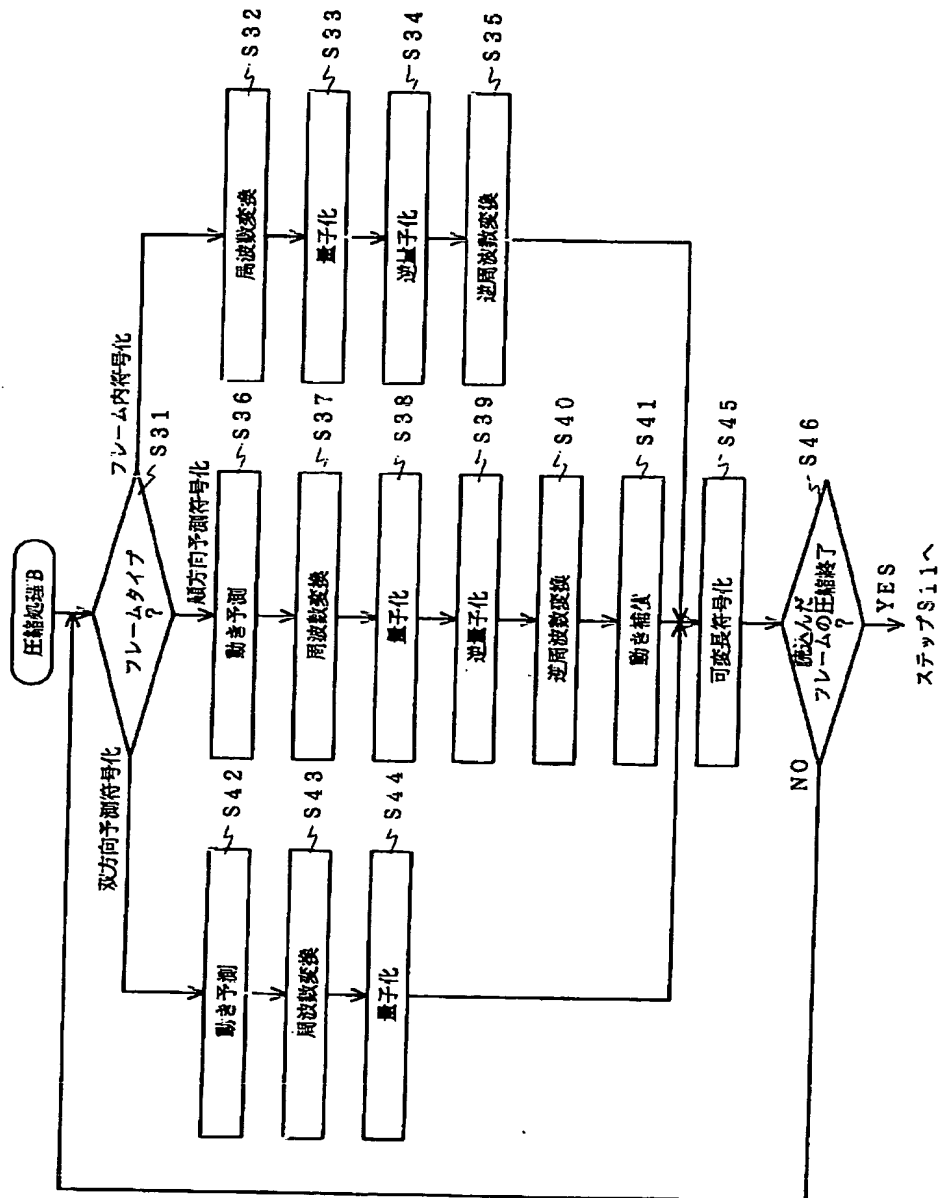 圧縮処理B
フレームタイプ
?
S31
フレーム内符号化
順方向予測符号化
双方向予測符号化
周波数変換
S32
量子化
S33
逆量子化
S34
逆周波数変換
S35
動き予測
S36
周波数変換
S37
量子化
S38
逆量子化
S39
逆周波数変換
S40
動き補償
S41
動き予測
S42
周波数変換
S43
量子化
S44
可変長符号化
S45
読込んだ
フレームの圧縮終了
?
S46
NO
YES
ステップS11へ